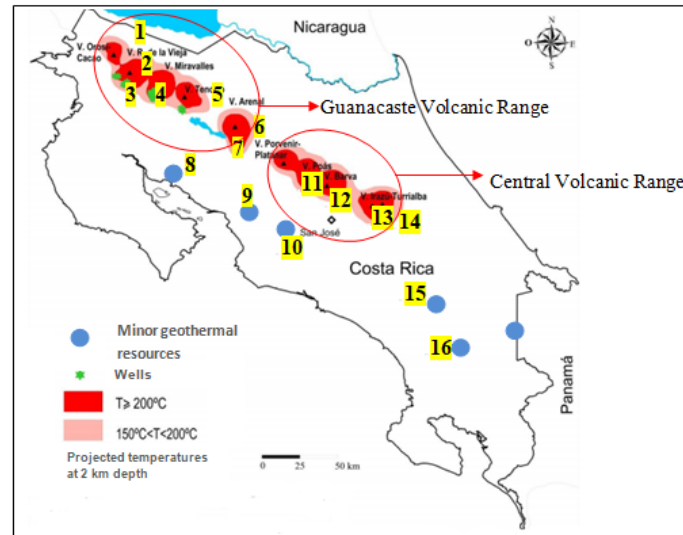 Nicaragua
N
O
E
S
1
V. Orosí-
Cacao
V. R
de la Vieja
2
V. Miravalles
3
4
V. Teno
5
V. Arenal
6
7
Guanacaste Volcanic Range
V. Porvenir-
Platanar
8
V. Poás
11
V. Barva
12
Central Volcanic Range
V. Irazú-Turrialba
13
14
9
10
San José
Costa Rica
15
16
Panamá
Minor geothermal
resources
Wells
T≥ 200ºC
150ºC<T<200ºC
Projected temperatures
at 2 km depth
0 25 50 km